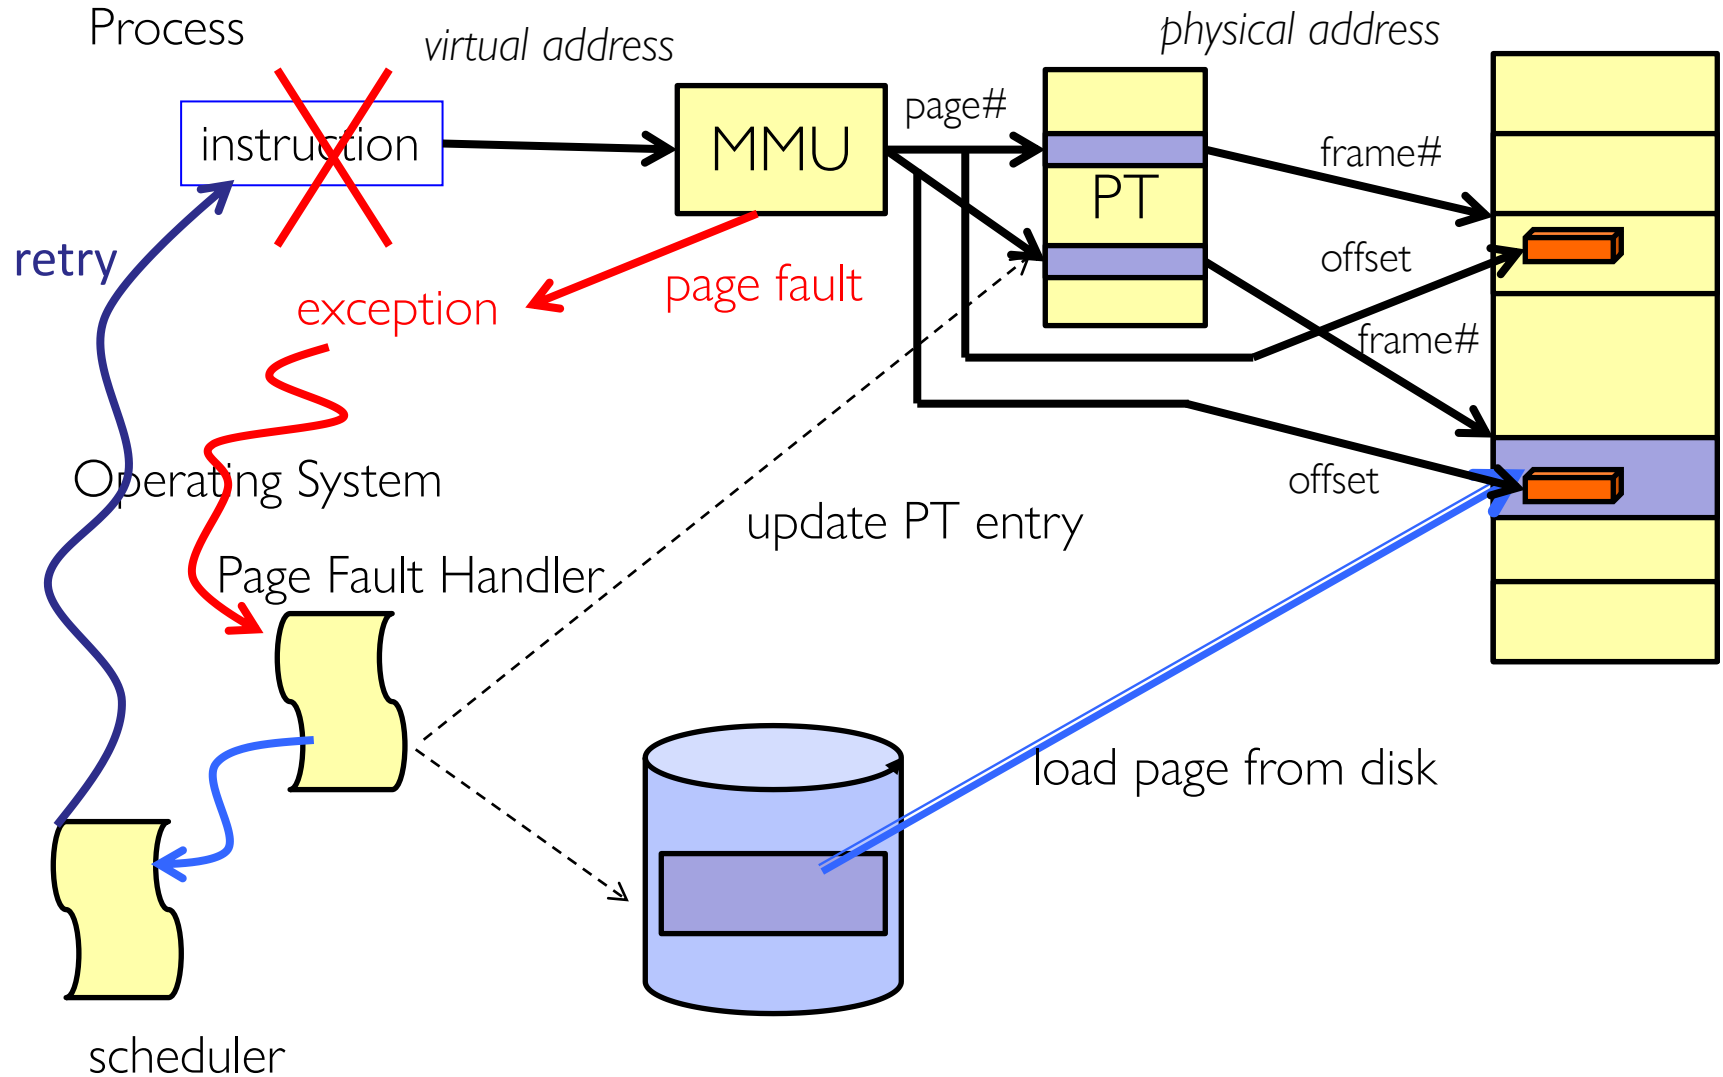 Process
virtual address
physical address
instruction
MMU
page#
PT
frame#
offset
retry
exception
page fault
frame#
Operating System
offset
update PT entry
Page Fault Handler
load page from disk
scheduler